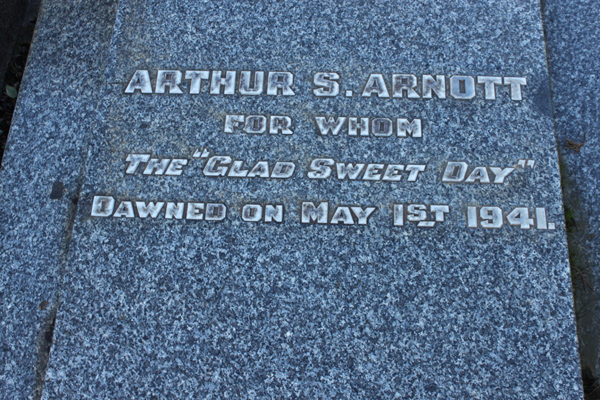 ARTHUR S. ARNOTT
FOR WHOM
THE "GLAD SWEET DAY"
DAWNED ON MAY 1ST 1941.